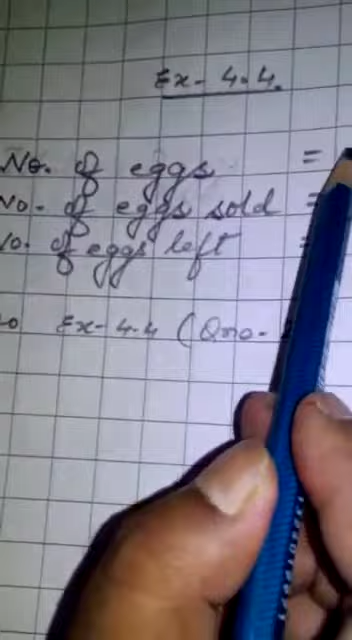 Ex- 4.4.
No. of eggs =
No. of eggs sold =
No. of eggs left =
Ex- 4.4 (Qno.